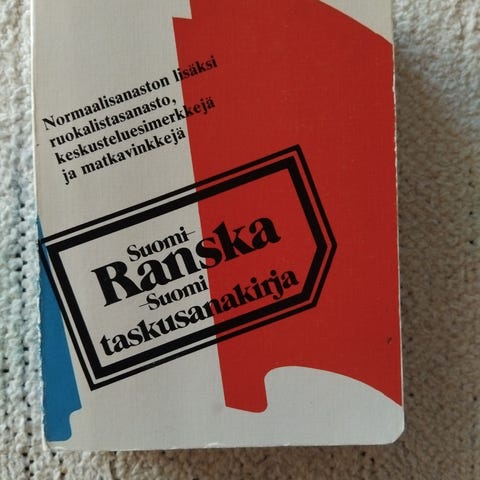 Normaalisanaston lisäksi
ruokalistasanasto,
keskusteluesimerkkejä
ja matkavinkkejä
Suomi-
Ranska
-Suomi
taskusanakirja